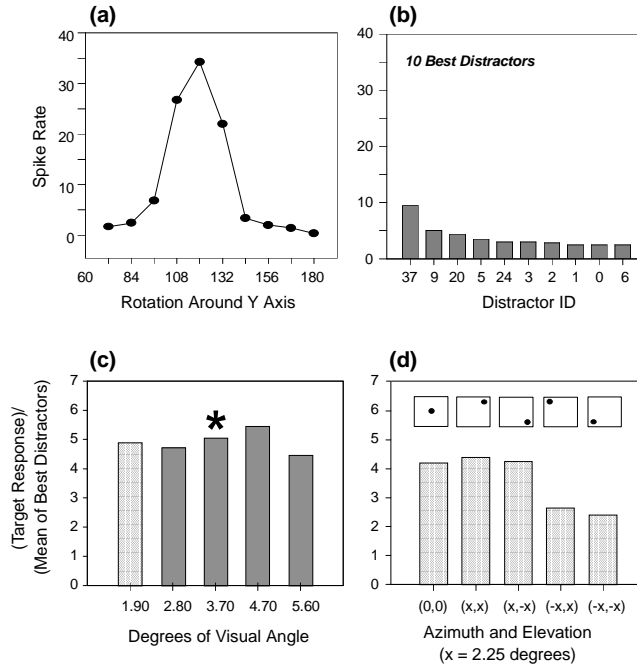 (a)
40
30
20
10
0
Spike Rate
60 84 108 132 156 180
Rotation Around Y Axis
(b)
10 Best Distractors
40
30
20
10
0
37 9 20 5 24 3 2 1 0 6
Distractor ID
(c)
(Target Response)/
(Mean of Best Distractors)
7
6
5
4
3
2
1
0
*
1.90 2.80 3.70 4.70 5.60
Degrees of Visual Angle
(d)
7
6
5
4
3
2
1
0
(0,0) (x,x) (x,-x) (-x,x) (-x,-x)
Azimuth and Elevation
(x = 2.25 degrees)